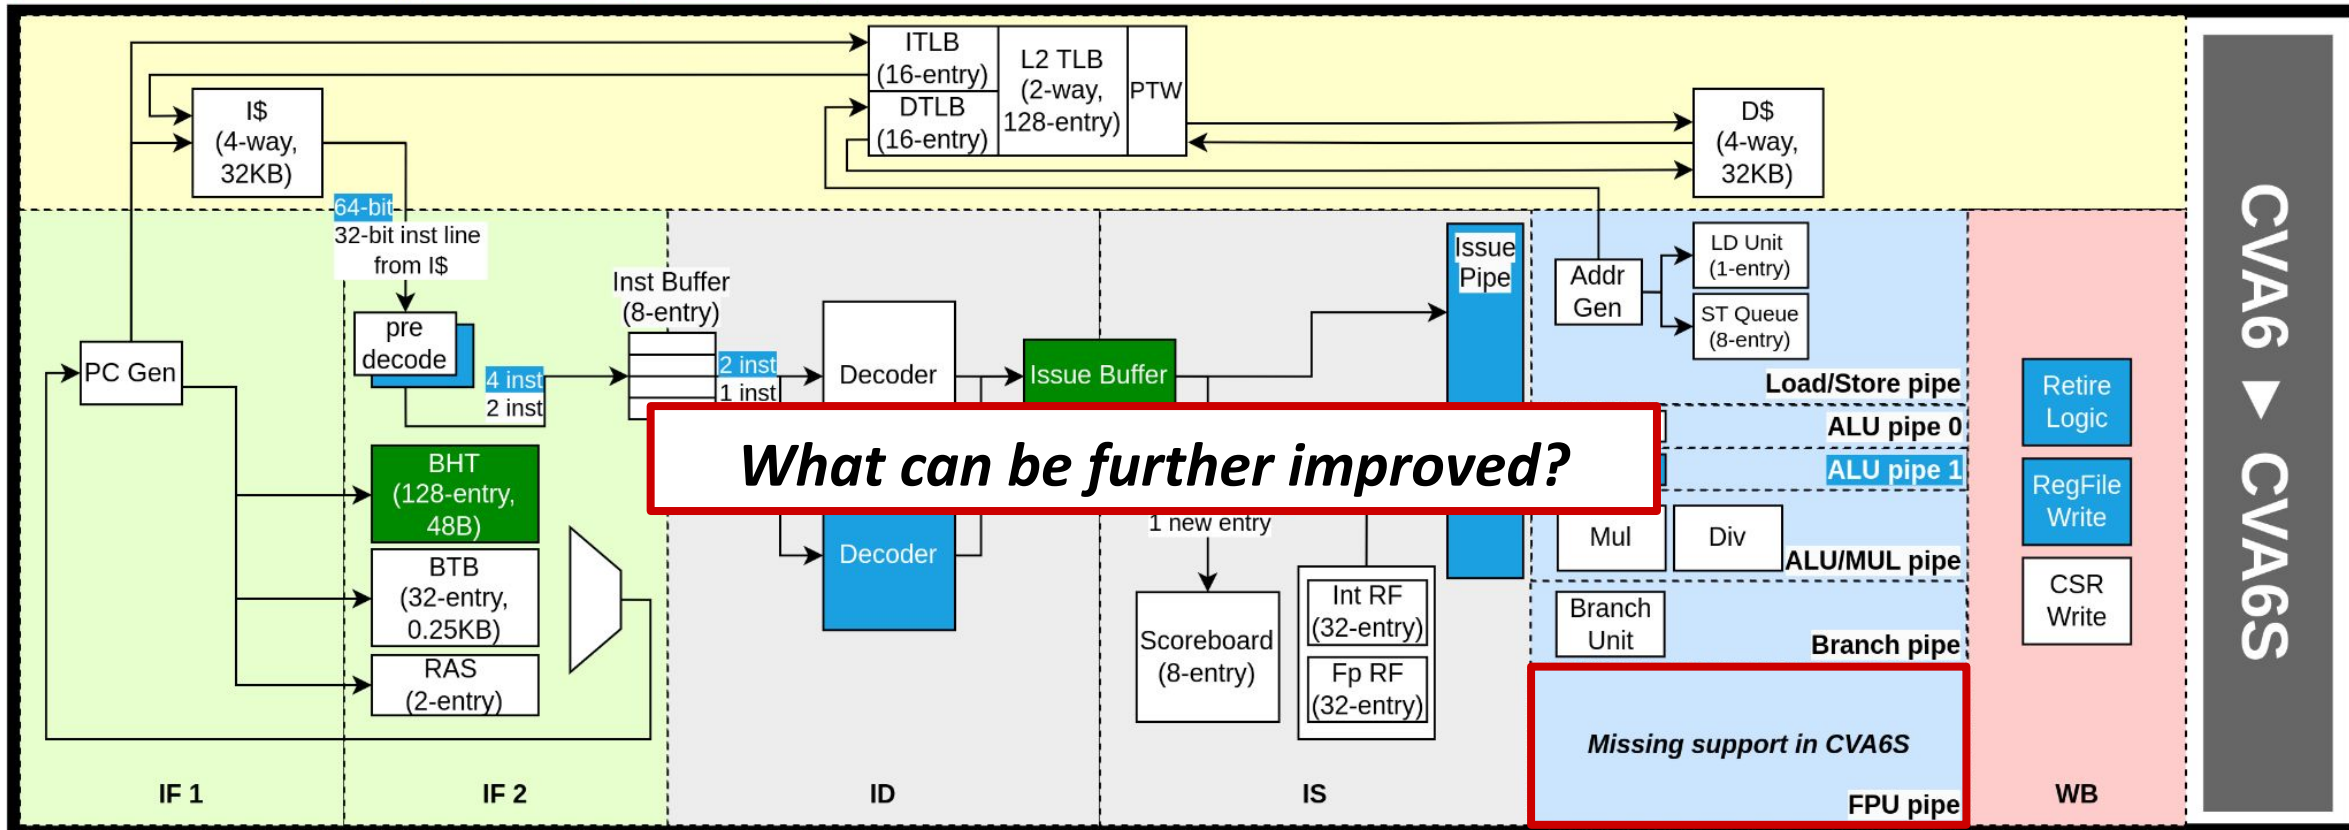 ITLB
(16-entry)
DTLB
(16-entry)
L2 TLB
(2-way,
128-entry)
PTW
I$
(4-way,
32KB)
D$
(4-way,
32KB)
64-bit
32-bit inst line
from I$
PC Gen
pre
decode
4 inst
2 inst
Inst Buffer
(8-entry)
2 inst
1 inst
BHT
(128-entry,
48B)
BTB
(32-entry,
0.25KB)
RAS
(2-entry)
Decoder
Decoder
Issue Buffer
Issue
Pipe
What can be further improved?
1 new entry
Scoreboard
(8-entry)
Int RF
(32-entry)
Fp RF
(32-entry)
Addr
Gen
LD Unit
(1-entry)
ST Queue
(8-entry)
Load/Store pipe
ALU pipe 0
ALU pipe 1
Mul
Div
ALU/MUL pipe
Branch
Unit
Branch pipe
Missing support in CVA6S
FPU pipe
Retire
Logic
RegFile
Write
CSR
Write
IF 1
IF 2
ID
IS
WB
CVA6 ▶ CVA6S